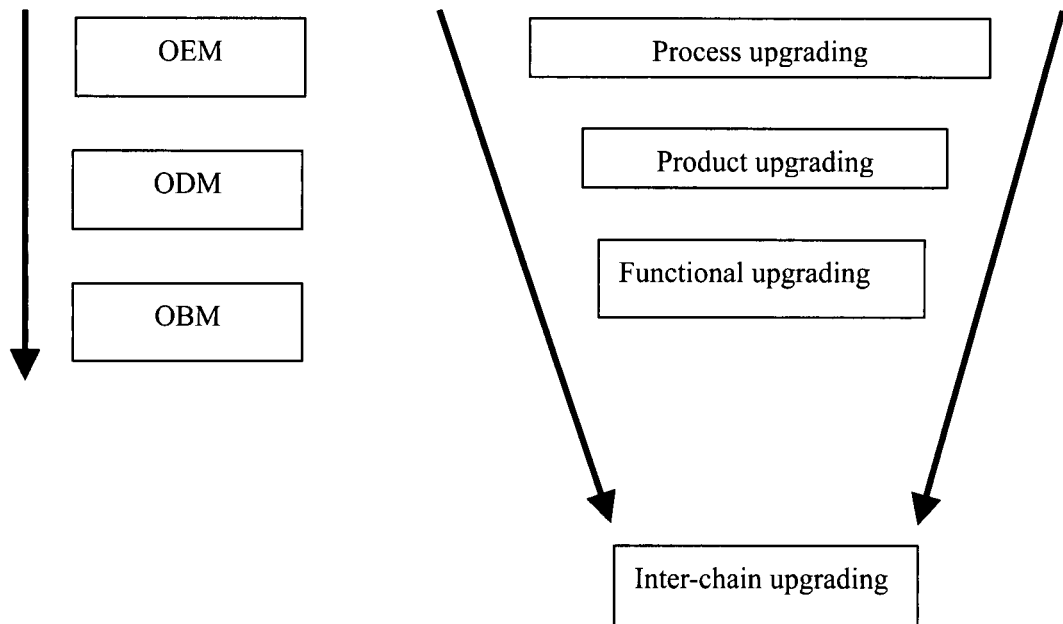 OEM
ODM
OBM
Process upgrading
Product upgrading
Functional upgrading
Inter-chain upgrading